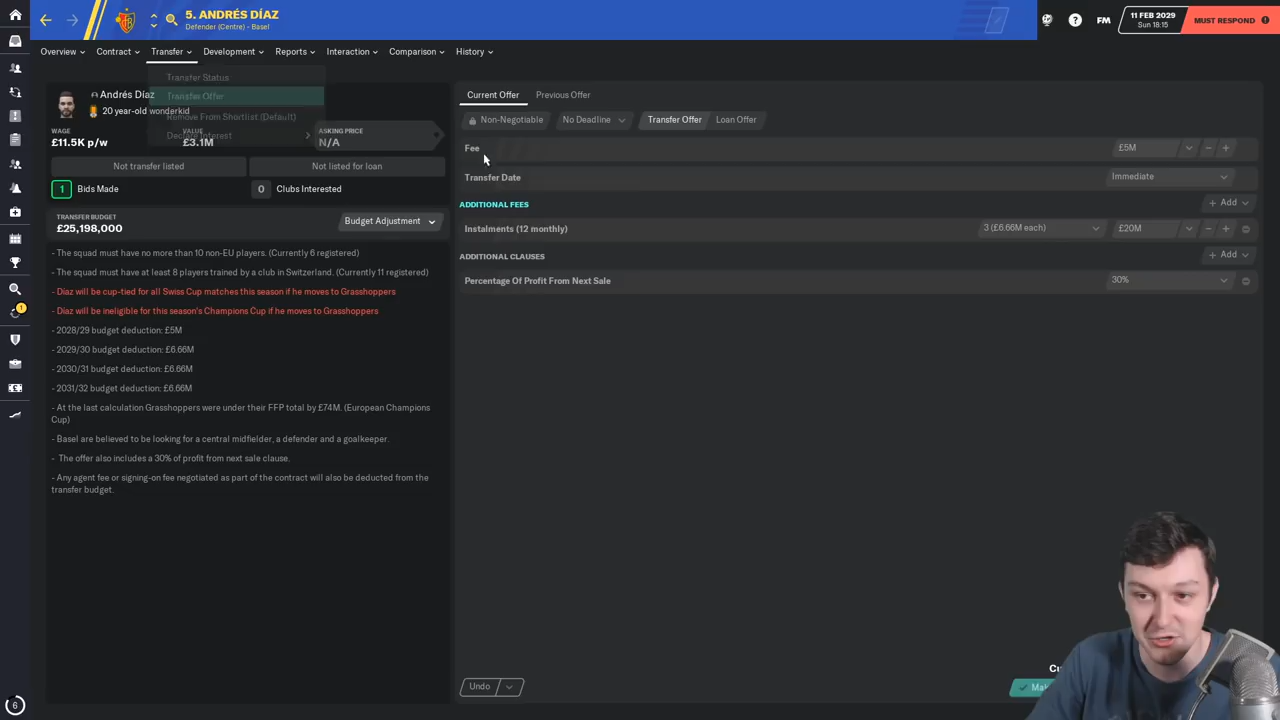 5. ANDRÉS DÍAZ
Defender (Centre) - Basel
FM
11 FEB 2029
Sun 18:15
MUST RESPOND
Overview
Contract
Transfer
Development
Reports
Interaction
Comparison
History
Transfer Status
Transfer Offer
Remove From Shortlist (Default)
Declare Interest
Andrés Díaz
20 year-old wonderkid
WAGE
£11.5K p/w
VALUE
£3.1M
ASKING PRICE
N/A
Not transfer listed
Not listed for loan
1 Bids Made
0 Clubs Interested
TRANSFER BUDGET
£25,198,000
Budget Adjustment
- The squad must have no more than 10 non-EU players. (Currently 6 registered)
- The squad must have at least 8 players trained by a club in Switzerland. (Currently 11 registered)
- Díaz will be cup-tied for all Swiss Cup matches this season if he moves to Grasshoppers
- Díaz will be ineligible for this season's Champions Cup if he moves to Grasshoppers
- 2028/29 budget deduction: £5M
- 2029/30 budget deduction: £6.66M
- 2030/31 budget deduction: £6.66M
- 2031/32 budget deduction: £6.66M
- At the last calculation Grasshoppers were under their FFP total by £74M. (European Champions
Cup)
- Basel are believed to be looking for a central midfielder, a defender and a goalkeeper.
- The offer also includes a 30% of profit from next sale clause.
- Any agent fee or signing-on fee negotiated as part of the contract will also be deducted from the
transfer budget.
Current Offer
Previous Offer
Non-Negotiable
No Deadline
Transfer Offer
Loan Offer
Fee
£5M
Transfer Date
Immediate
ADDITIONAL FEES
+ Add
Instalments (12 monthly)
3 (£6.66M each)
£20M
ADDITIONAL CLAUSES
+ Add
Percentage Of Profit From Next Sale
30%
Undo
1
6